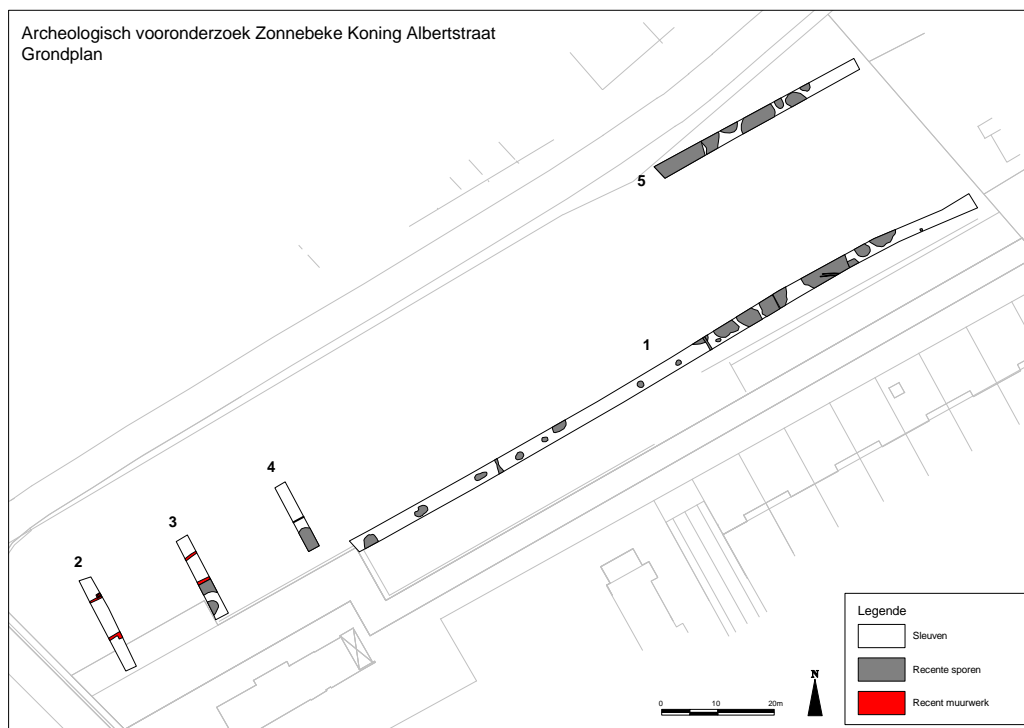 Archeologisch vooronderzoek Zonnebeke Koning Albertstraat
Grondplan
5
1
4
3
2
Legende
Sleuven
Recente sporen
Recent muurwerk
N
0 10 20m